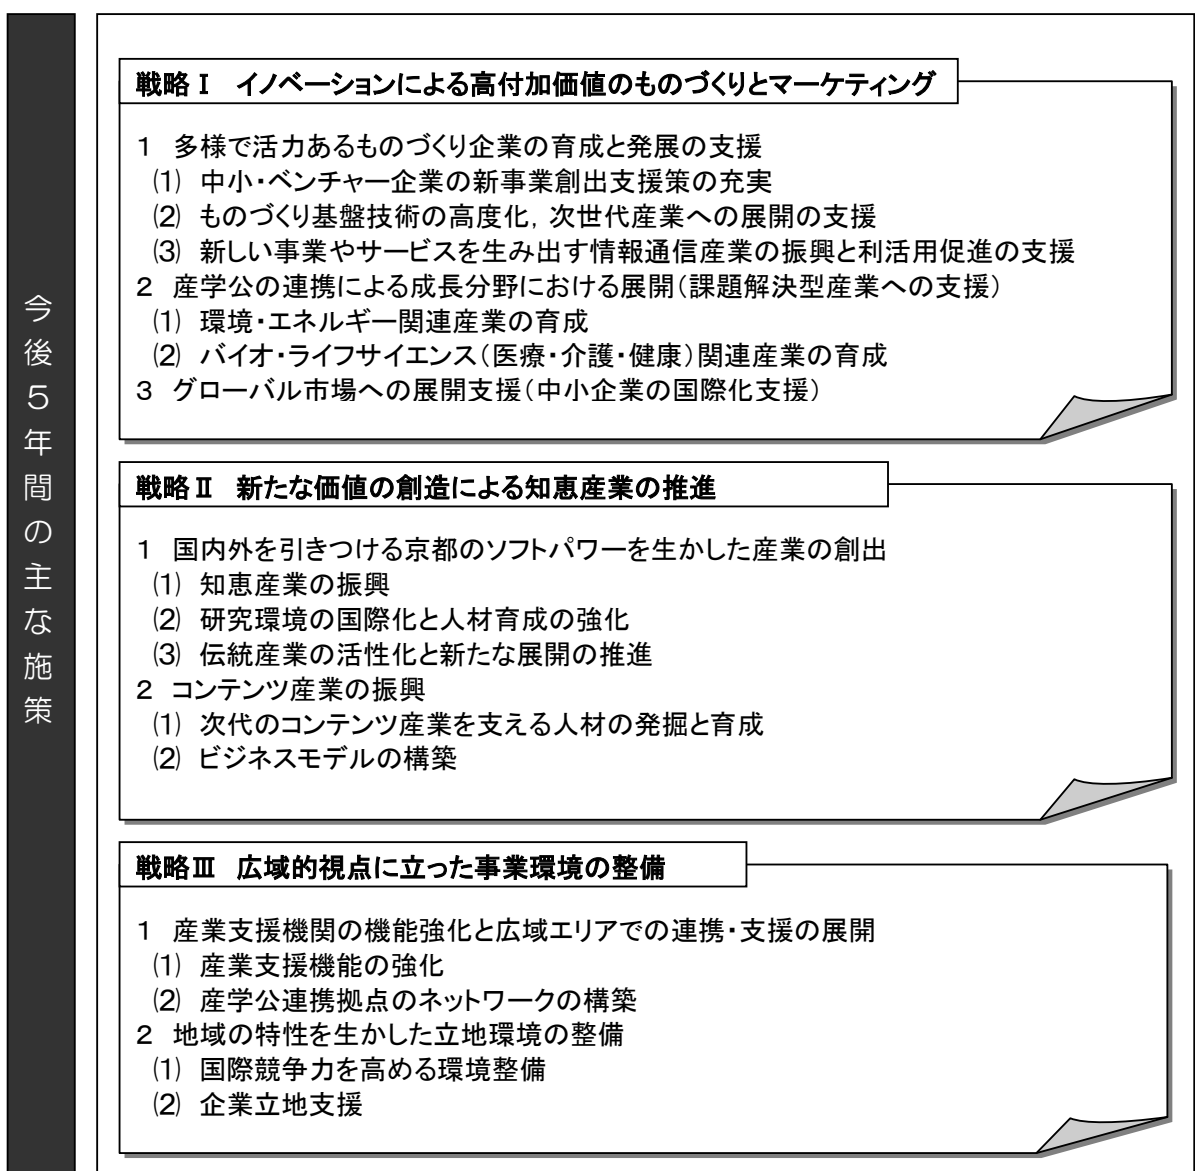 今後５年間の主な施策
戦略Ⅰ　イノベーションによる高付加価値のものづくりとマーケティング
１　多様で活力あるものづくり企業の育成と発展の支援
⑴　中小・ベンチャー企業の新事業創出支援策の充実
⑵　ものづくり基盤技術の高度化，次世代産業への展開の支援
⑶　新しい事業やサービスを生み出す情報通信産業の振興と利活用促進の支援
２　産学公の連携による成長分野における展開（課題解決型産業への支援）
⑴　環境・エネルギー関連産業の育成
⑵　バイオ・ライフサイエンス（医療・介護・健康）関連産業の育成
３　グローバル市場への展開支援（中小企業の国際化支援）
戦略Ⅱ　新たな価値の創造による知恵産業の推進
１　国内外を引きつける京都のソフトパワーを生かした産業の創出
⑴　知恵産業の振興
⑵　研究環境の国際化と人材育成の強化
⑶　伝統産業の活性化と新たな展開の推進
２　コンテンツ産業の振興
⑴　次代のコンテンツ産業を支える人材の発掘と育成
⑵　ビジネスモデルの構築
戦略Ⅲ　広域的視点に立った事業環境の整備
１　産業支援機関の機能強化と広域エリアでの連携・支援の展開
⑴　産業支援機能の強化
⑵　産学公連携拠点のネットワークの構築
２　地域の特性を生かした立地環境の整備
⑴　国際競争力を高める環境整備
⑵　企業立地支援